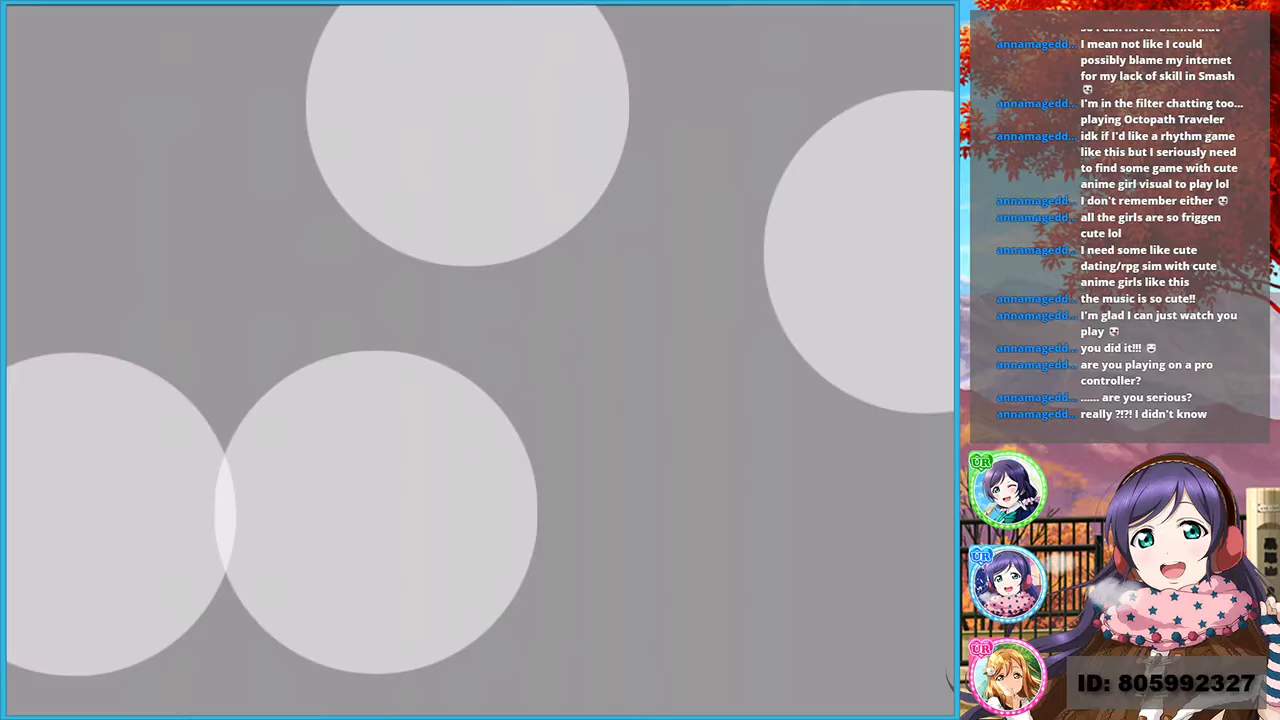 so I can never blame that
annamagedd... I mean not like I could
possibly blame my internet
for my lack of skill in Smash
annamagedd... I'm in the filter chatting too...
playing Octopath Traveler
annamagedd... idk if I'd like a rhythm game
like this but I seriously need
to find some game with cute
anime girl visual to play lol
annamagedd... I don't remember either
annamagedd... all the girls are so friggen
cute lol
annamagedd... I need some like cute
dating/rpg sim with cute
anime girls like this
annamagedd... the music is so cute!!
annamagedd... I'm glad I can just watch you
play
annamagedd... you did it!!!
annamagedd... are you playing on a pro
controller?
annamagedd... ...... are you serious?
annamagedd... really ?!?! I didn't know
UR
UR
UR
ID: 805992327